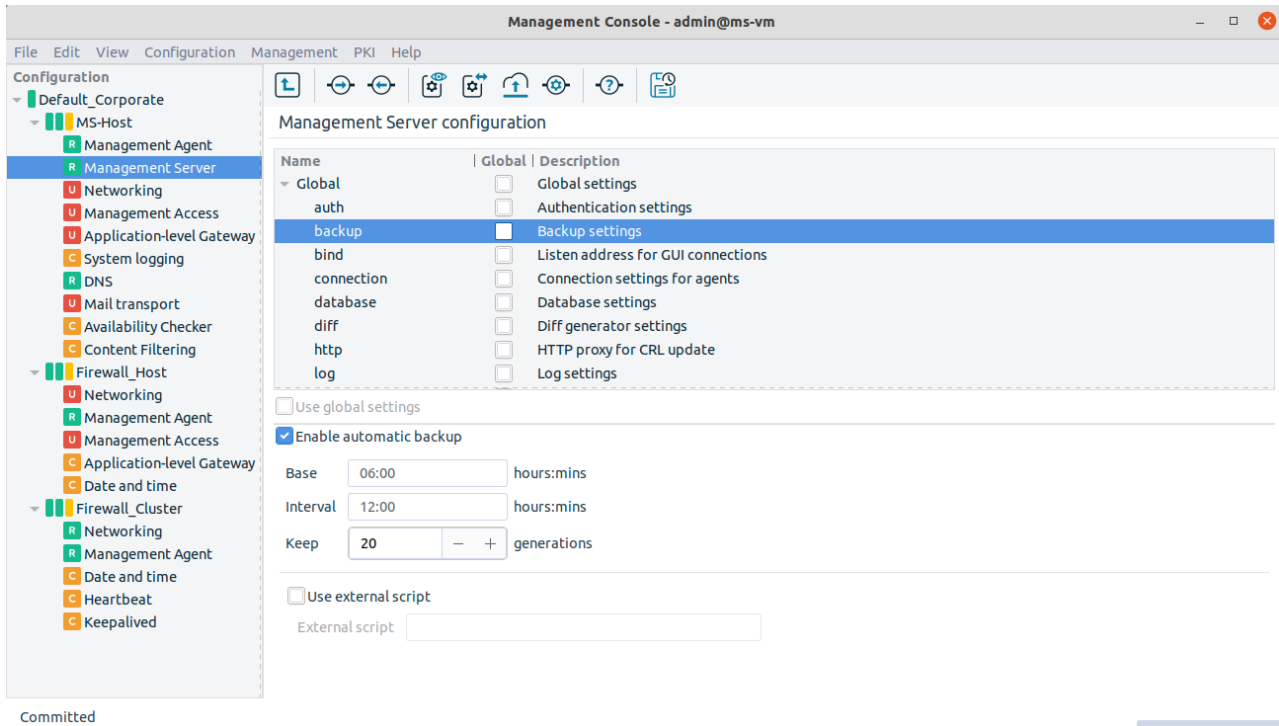 Management Console - admin@ms-vm
File Edit View Configuration Management PKI Help
Configuration
Default_Corporate
MS-Host
R Management Agent
R Management Server
U Networking
U Management Access
U Application-level Gateway
C System logging
R DNS
U Mail transport
C Availability Checker
C Content Filtering
Firewall_Host
U Networking
R Management Agent
U Management Access
C Application-level Gateway
C Date and time
Firewall_Cluster
R Networking
R Management Agent
C Date and time
C Heartbeat
C Keepalived
Management Server configuration
Name Global Description
Global Global settings
auth Authentication settings
backup Backup settings
bind Listen address for GUI connections
connection Connection settings for agents
database Database settings
diff Diff generator settings
http HTTP proxy for CRL update
log Log settings
Use global settings
Enable automatic backup
Base 06:00 hours:mins
Interval 12:00 hours:mins
Keep 20 − + generations
Use external script
External script
Committed